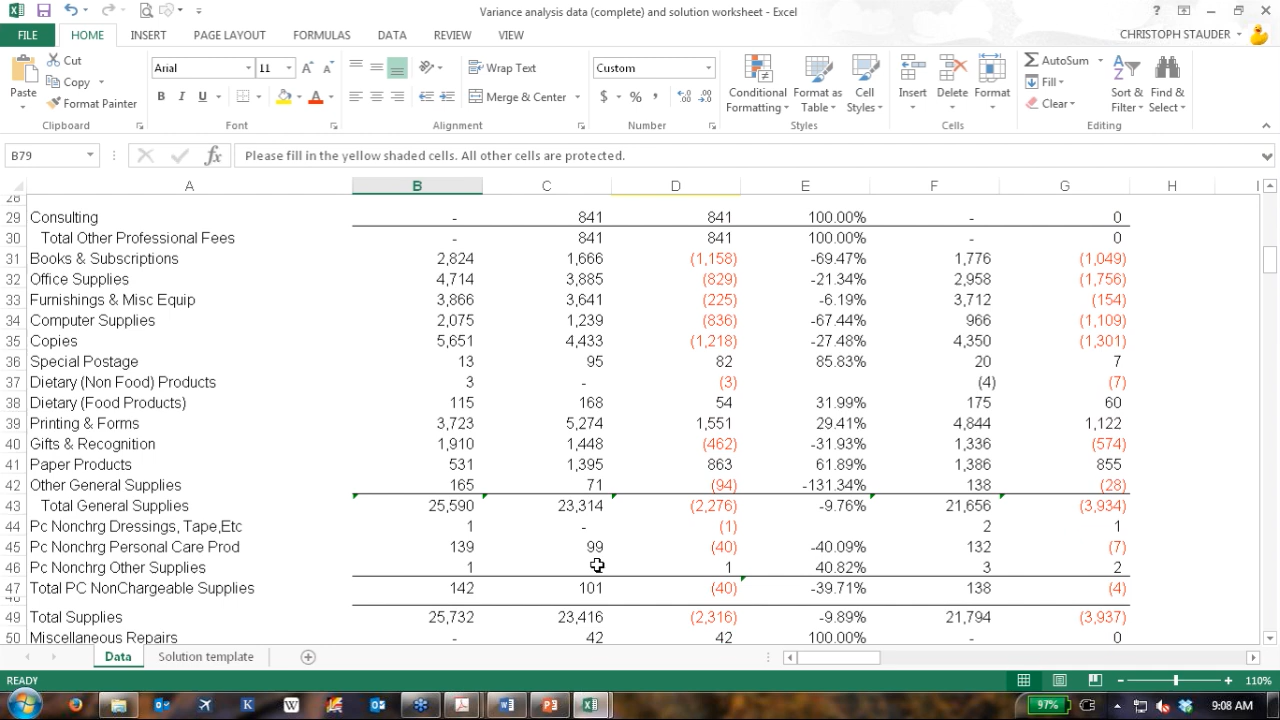 Variance analysis data (complete) and solution worksheet - Excel
FILE HOME INSERT PAGE LAYOUT FORMULAS DATA REVIEW VIEW CHRISTOPH STAUDER
Paste Cut Copy Format Painter Clipboard
Arial 11 B I U A Font
Wrap Text Merge & Center Alignment
Custom $ % , Number
Conditional Formatting Format as Table Cell Styles Styles
Insert Delete Format Cells
AutoSum Fill Clear Sort & Filter Find & Select Editing
B79 fx Please fill in the yellow shaded cells. All other cells are protected.
A B C D E F G H I
28
29 Consulting - 841 841 100.00% - 0
30 Total Other Professional Fees - 841 841 100.00% - 0
31 Books & Subscriptions 2,824 1,666 (1,158) -69.47% 1,776 (1,049)
32 Office Supplies 4,714 3,885 (829) -21.34% 2,958 (1,756)
33 Furnishings & Misc Equip 3,866 3,641 (225) -6.19% 3,712 (154)
34 Computer Supplies 2,075 1,239 (836) -67.44% 966 (1,109)
35 Copies 5,651 4,433 (1,218) -27.48% 4,350 (1,301)
36 Special Postage 13 95 82 85.83% 20 7
37 Dietary (Non Food) Products 3 - (3) (4) (7)
38 Dietary (Food Products) 115 168 54 31.99% 175 60
39 Printing & Forms 3,723 5,274 1,551 29.41% 4,844 1,122
40 Gifts & Recognition 1,910 1,448 (462) -31.93% 1,336 (574)
41 Paper Products 531 1,395 863 61.89% 1,386 855
42 Other General Supplies 165 71 (94) -131.34% 138 (28)
43 Total General Supplies 25,590 23,314 (2,276) -9.76% 21,656 (3,934)
44 Pc Nonchrg Dressings, Tape,Etc 1 - (1) 2 1
45 Pc Nonchrg Personal Care Prod 139 99 (40) -40.09% 132 (7)
46 Pc Nonchrg Other Supplies 1 1 40.82% 3 2
47 Total PC NonChargeable Supplies 142 101 (40) -39.71% 138 (4)
49 Total Supplies 25,732 23,416 (2,316) -9.89% 21,794 (3,937)
50 Miscellaneous Repairs - 42 42 100.00% - 0
Data Solution template
READY 110%
97% 9:08 AM